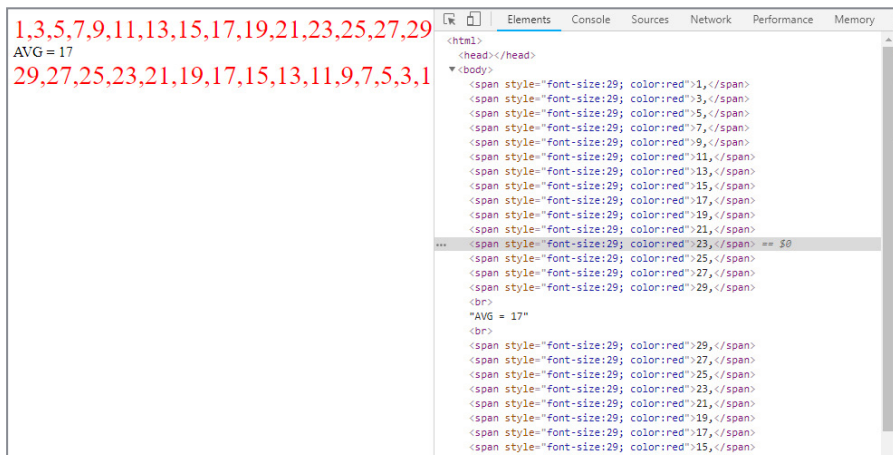 1,3,5,7,9,11,13,15,17,19,21,23,25,27,29
AVG = 17
29,27,25,23,21,19,17,15,13,11,9,7,5,3,1
Elements Console Sources Network Performance Memory
<html>
<head></head>
▼<body>
<span style="font-size:29; color:red">1,</span>
<span style="font-size:29; color:red">3,</span>
<span style="font-size:29; color:red">5,</span>
<span style="font-size:29; color:red">7,</span>
<span style="font-size:29; color:red">9,</span>
<span style="font-size:29; color:red">11,</span>
<span style="font-size:29; color:red">13,</span>
<span style="font-size:29; color:red">15,</span>
<span style="font-size:29; color:red">17,</span>
<span style="font-size:29; color:red">19,</span>
<span style="font-size:29; color:red">21,</span>
... <span style="font-size:29; color:red">23,</span> == $0
<span style="font-size:29; color:red">25,</span>
<span style="font-size:29; color:red">27,</span>
<span style="font-size:29; color:red">29,</span>
<br>
"AVG = 17"
<br>
<span style="font-size:29; color:red">29,</span>
<span style="font-size:29; color:red">27,</span>
<span style="font-size:29; color:red">25,</span>
<span style="font-size:29; color:red">23,</span>
<span style="font-size:29; color:red">21,</span>
<span style="font-size:29; color:red">19,</span>
<span style="font-size:29; color:red">17,</span>
<span style="font-size:29; color:red">15,</span>